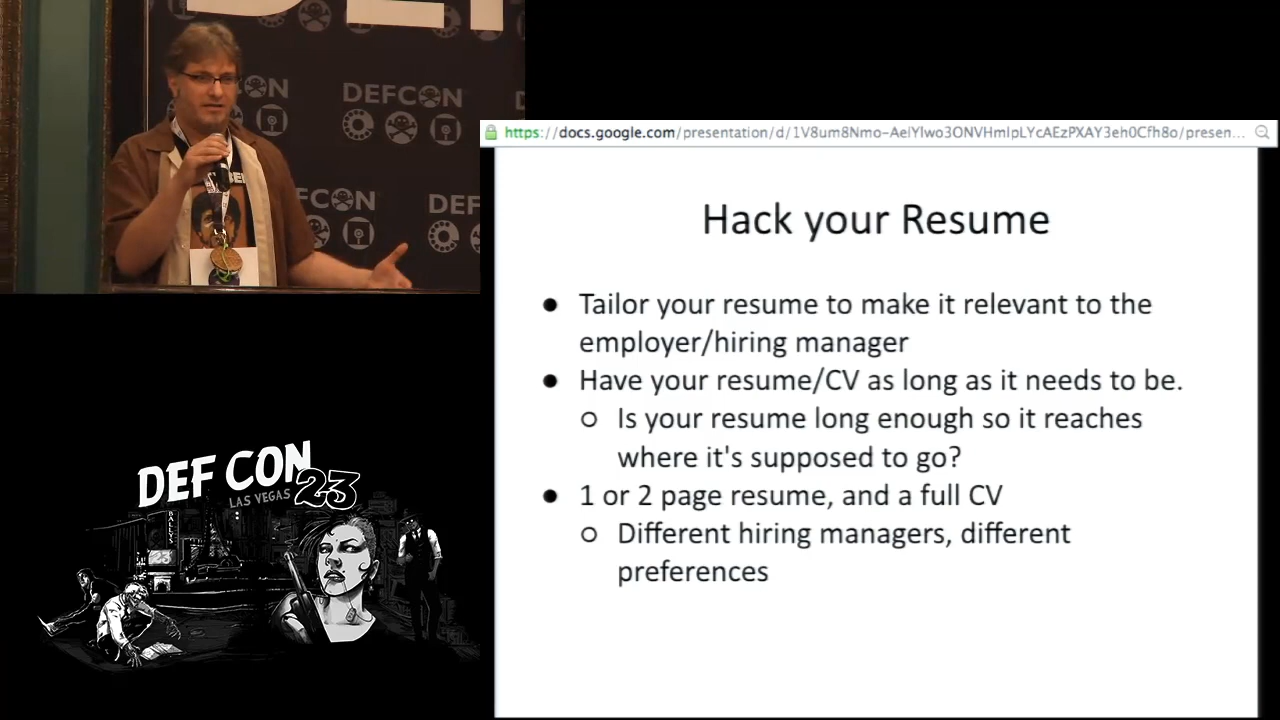 DEF
DEFCON
DEFCON
DEF
https://docs.google.com/presentation/d/1V8um8Nmo-AeiYlwo3ONVHmIpLYcAEzPXAY3eh0Cfh8o/presen...
Hack your Resume
● Tailor your resume to make it relevant to the
employer/hiring manager
● Have your resume/CV as long as it needs to be.
○ Is your resume long enough so it reaches
where it's supposed to go?
● 1 or 2 page resume, and a full CV
○ Different hiring managers, different
preferences
DEF CON
LAS VEGAS 23
BALLYS